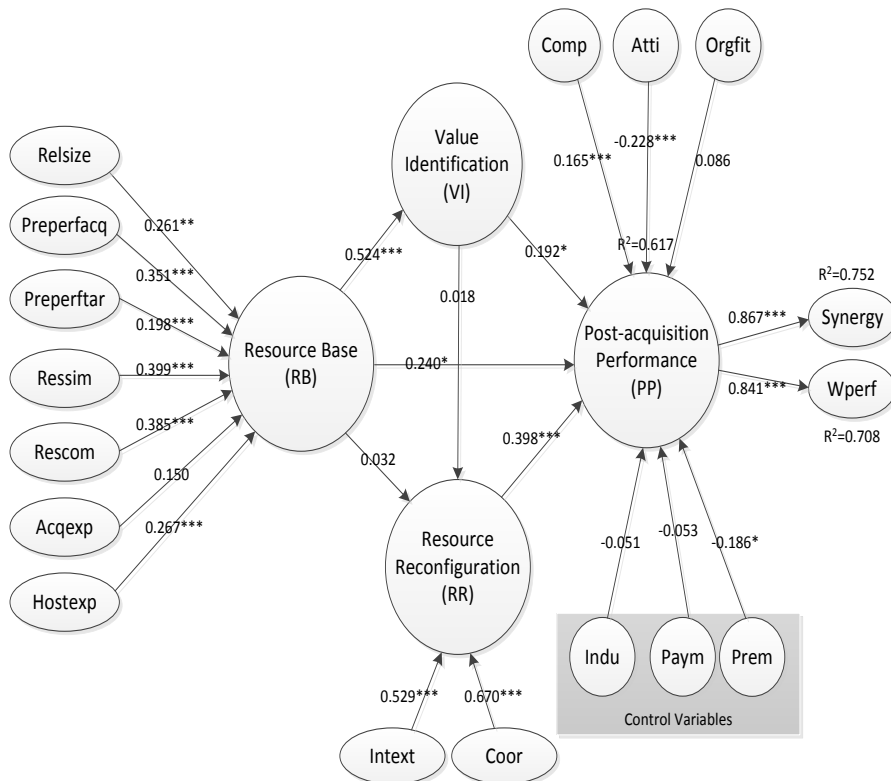 Comp
Atti
Orgfit
Value
Identification
(VI)
Relsize
-0.228***
0.165***
0.086
Preperfacq
0.261**
0.524***
0.192*
R²=0.617
0.351***
R²=0.752
Preperftar
0.018
0.198***
0.867***
Synergy
Resource Base
(RB)
Post-acquisition
Performance
(PP)
0.240*
Ressim
0.399***
0.841***
Wperf
0.385***
R²=0.708
Rescom
0.398***
0.032
0.150
Acqexp
0.267***
Resource
Reconfiguration
(RR)
-0.051
-0.053
-0.186*
Hostexp
Indu
Paym
Prem
0.529***
0.670***
Control Variables
Intext
Coor